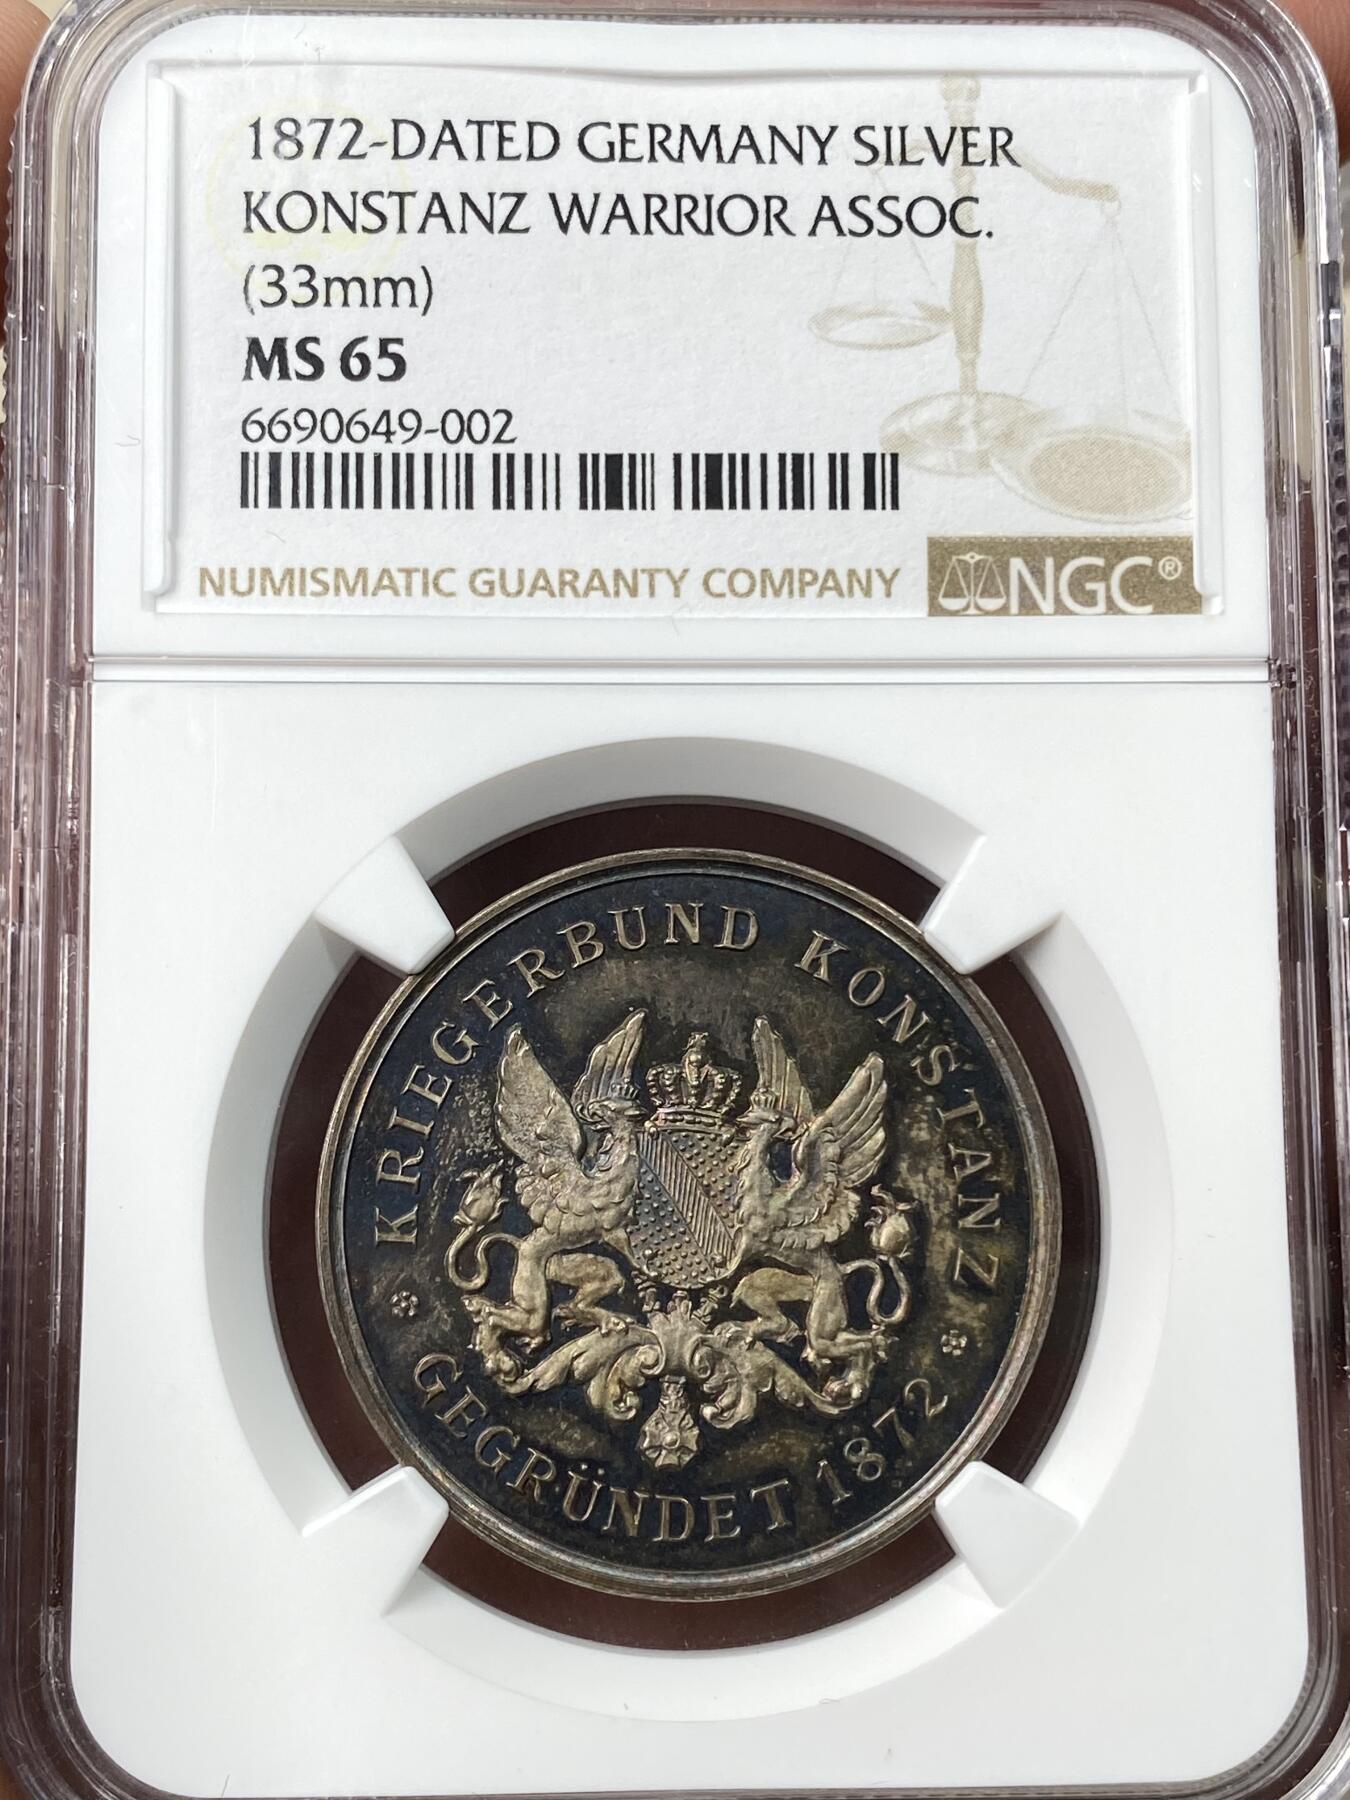 1872-DATED GERMANY SILVER
KONSTANZ WARRIOR ASSOC.
(33mm)
MS 65
6690649-002
NUMISMATIC GUARANTY COMPANY
NGC®
KRIEGERBUND KONSTANZ
GEGRÜNDET 1872